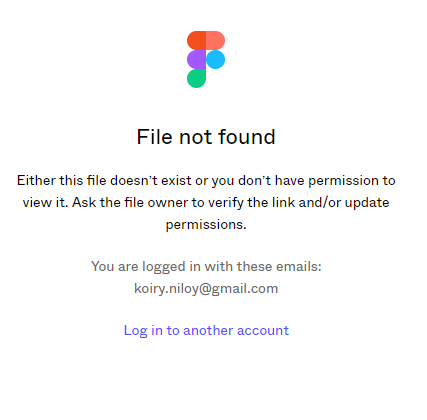 File not found
Either this file doesn't exist or you don't have permission to
view it. Ask the file owner to verify the link and/or update
permissions.
You are logged in with these emails:
koiry.niloy@gmail.com
Log in to another account